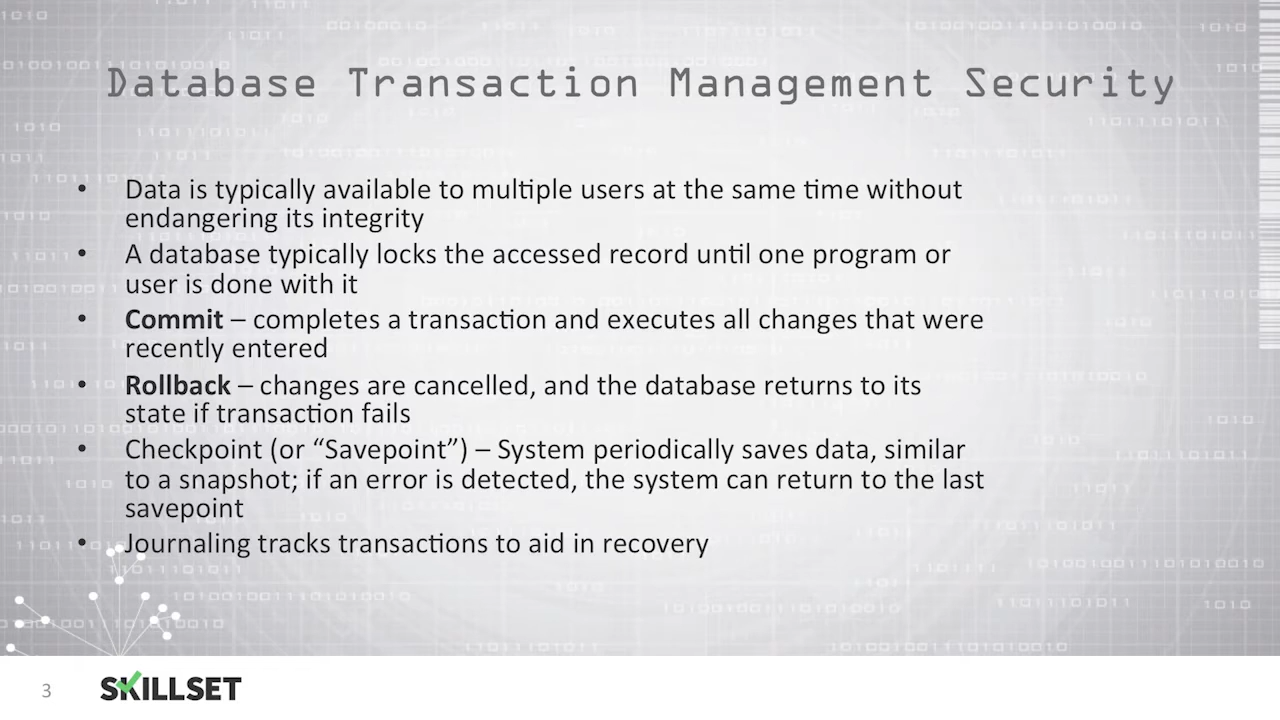 Database Transaction Management Security
• Data is typically available to multiple users at the same time without
endangering its integrity
• A database typically locks the accessed record until one program or
user is done with it
• Commit – completes a transaction and executes all changes that were
recently entered
• Rollback – changes are cancelled, and the database returns to its
state if transaction fails
• Checkpoint (or “Savepoint”) – System periodically saves data, similar
to a snapshot; if an error is detected, the system can return to the last
savepoint
• Journaling tracks transactions to aid in recovery
3
SKILLSET